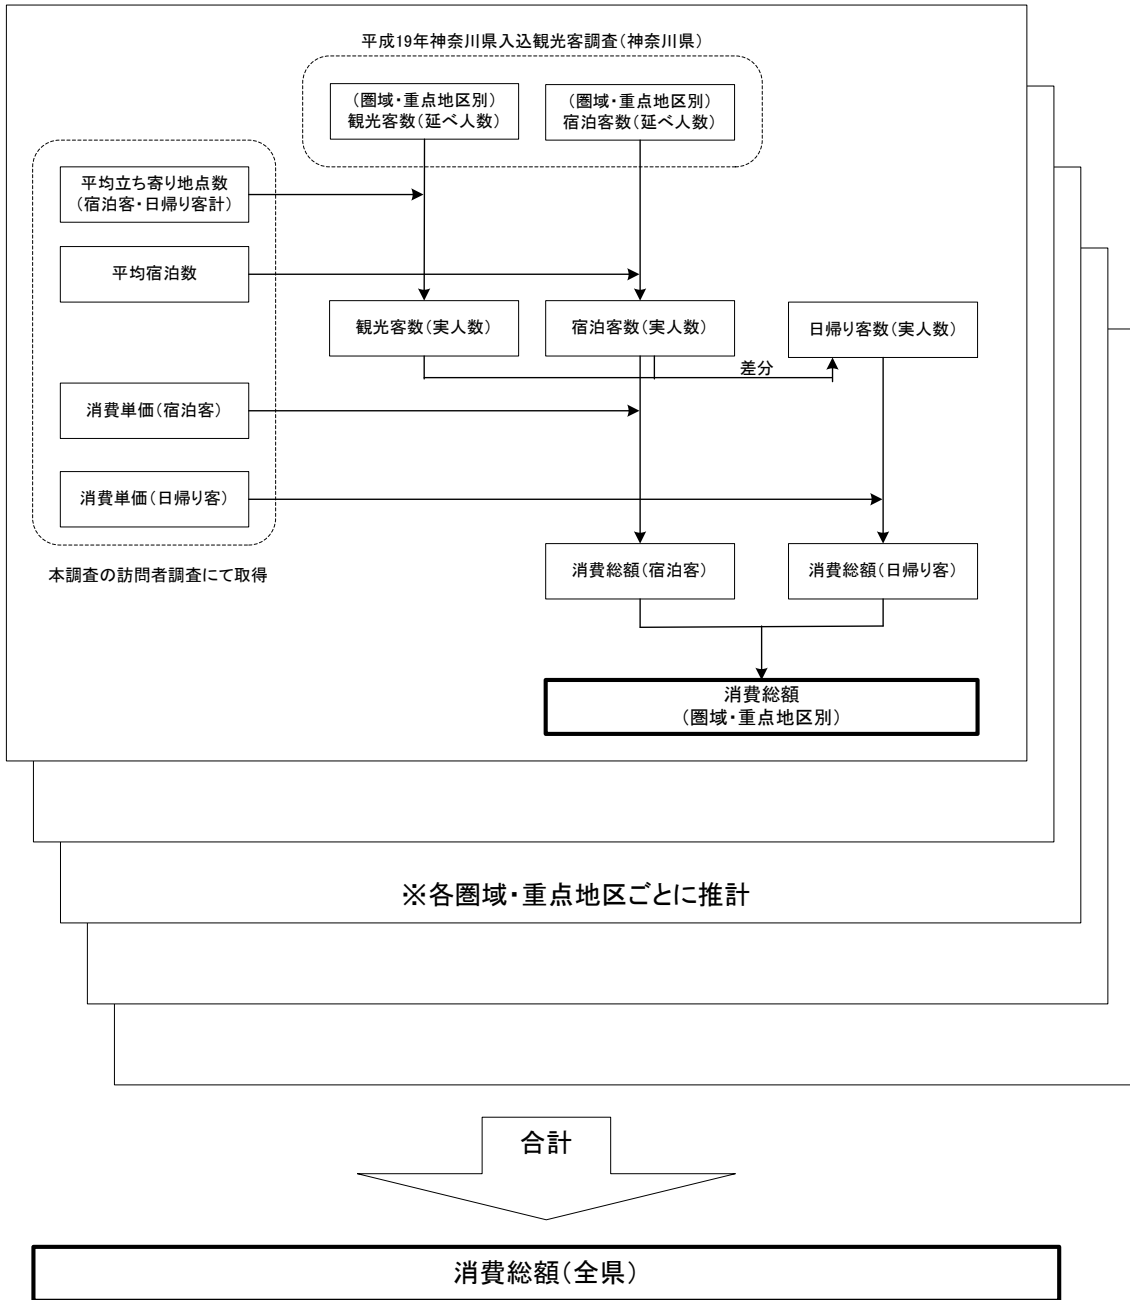 平成19年神奈川県入込観光客調査(神奈川県)
(圏域・重点地区別)
観光客数(延べ人数)
(圏域・重点地区別)
宿泊客数(延べ人数)
平均立ち寄り地点数
(宿泊客・日帰り客計)
平均宿泊数
観光客数(実人数)
宿泊客数(実人数)
日帰り客数(実人数)
差分
消費単価(宿泊客)
消費単価(日帰り客)
本調査の訪問者調査にて取得
消費総額(宿泊客)
消費総額(日帰り客)
消費総額
(圏域・重点地区別)
※各圏域・重点地区ごとに推計
合計
消費総額(全県)